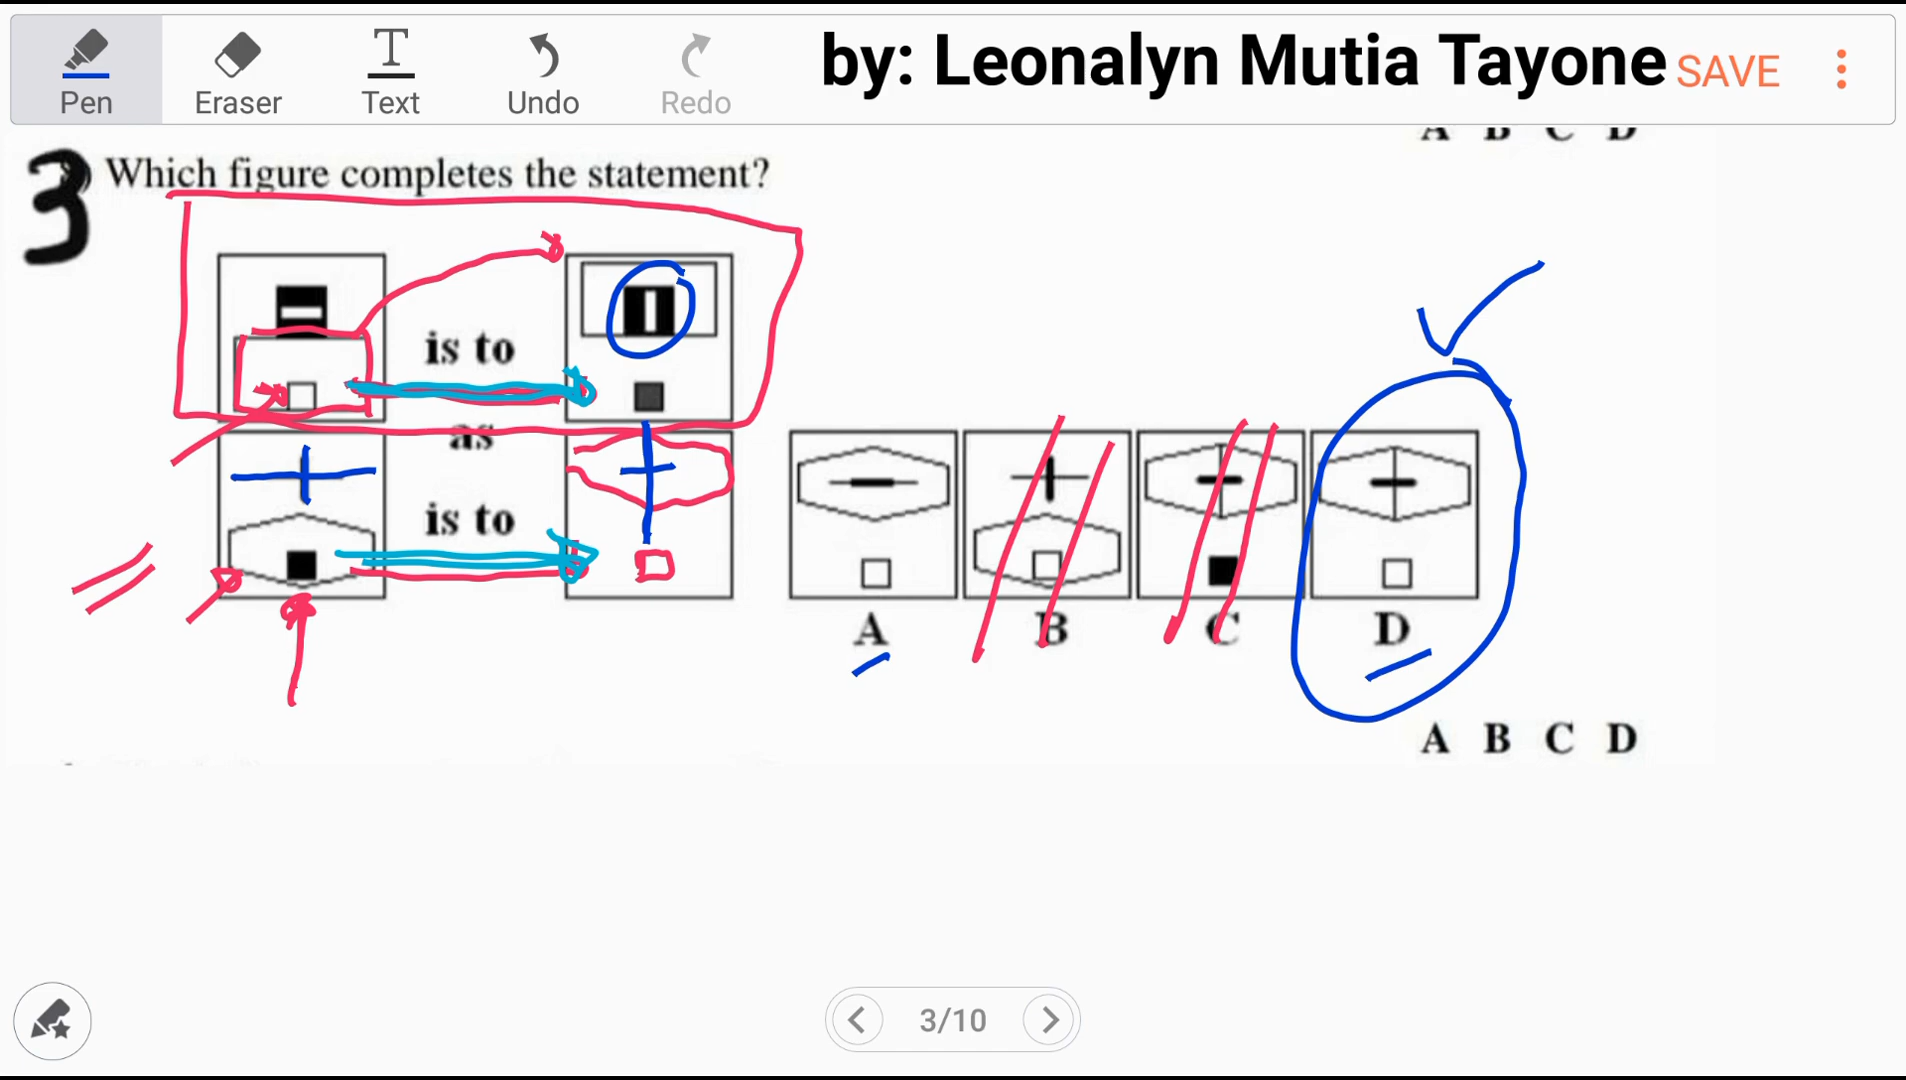 Pen Eraser Text Undo Redo by: Leonalyn Mutia Tayone SAVE
A B C D
3) Which figure completes the statement?
is to
as
is to
A B C D
A B C D
3/10